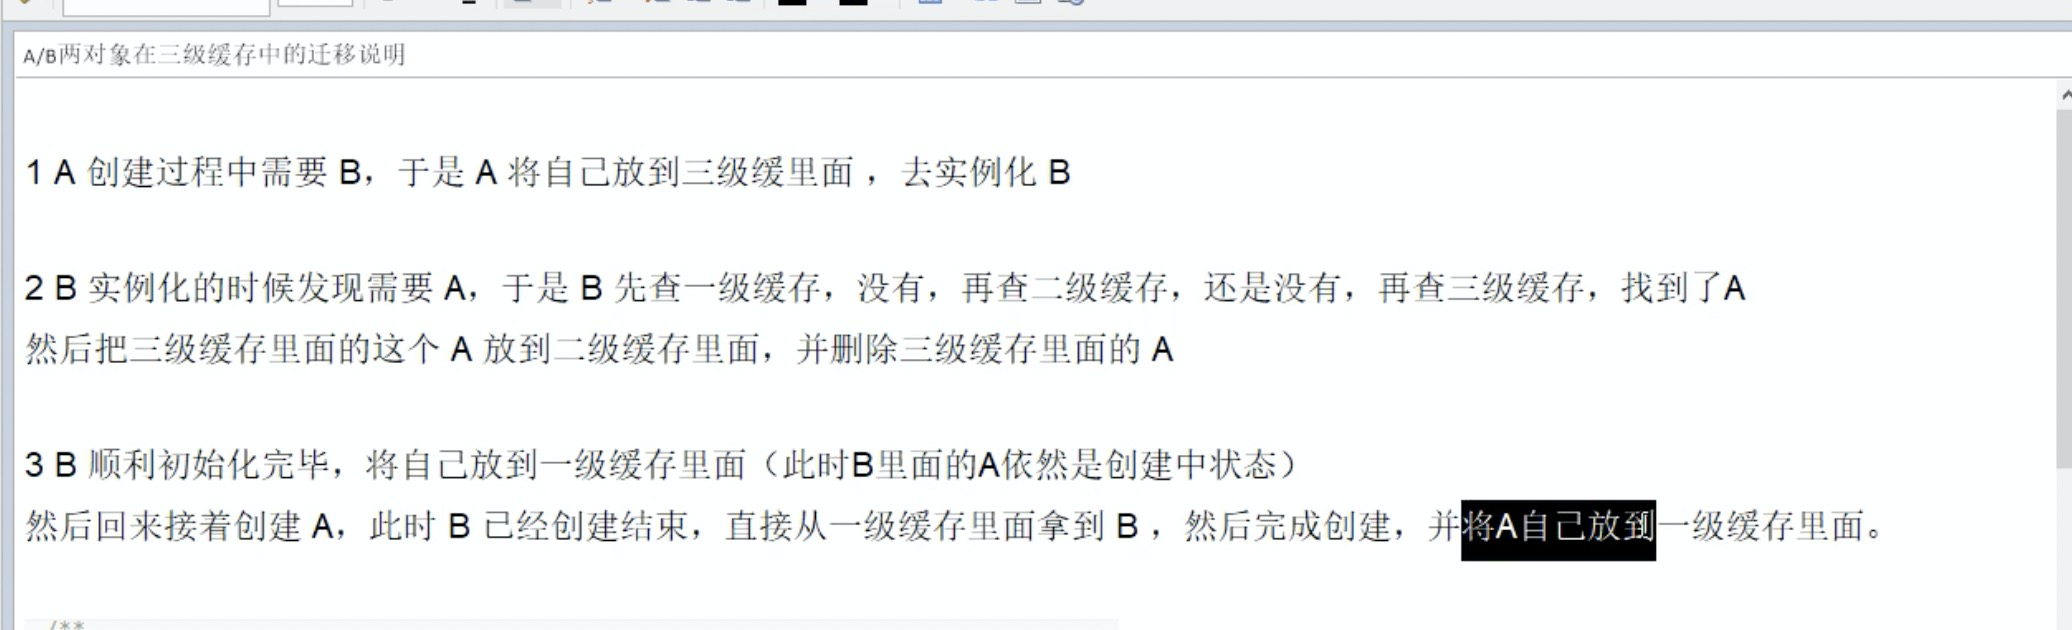 A/B两对象在三级缓存中的迁移说明
1 A 创建过程中需要 B，于是 A 将自己放到三级缓里面 ，去实例化 B
2 B 实例化的时候发现需要 A，于是 B 先查一级缓存，没有，再查二级缓存，还是没有，再查三级缓存，找到了A
然后把三级缓存里面的这个 A 放到二级缓存里面，并删除三级缓存里面的 A
3 B 顺利初始化完毕，将自己放到一级缓存里面（此时B里面的A依然是创建中状态）
然后回来接着创建 A，此时 B 已经创建结束，直接从一级缓存里面拿到 B ，然后完成创建，并将A自己放到一级缓存里面。
/**